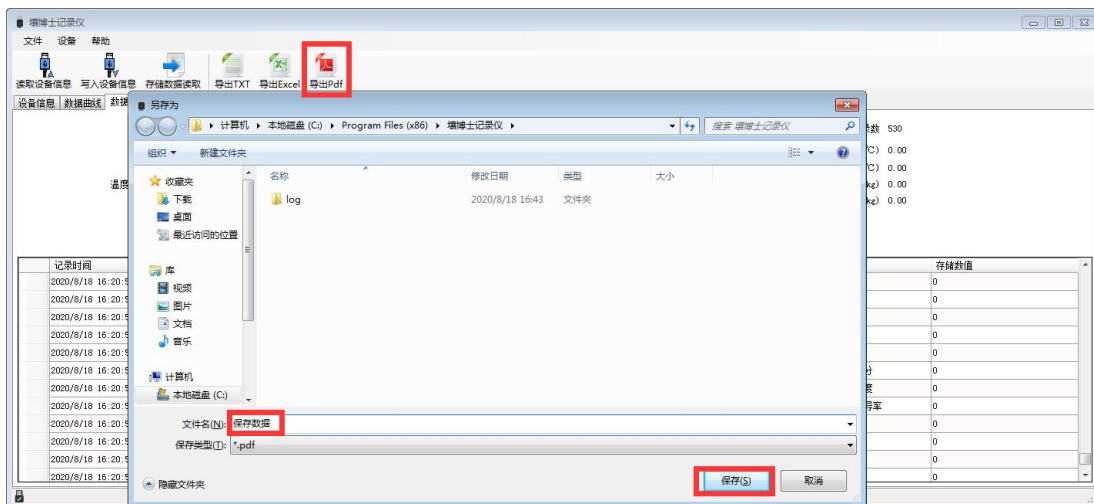 壤博士记录仪
文件 设备 帮助
读取设备信息 写入设备信息 存储数据读取 导出TXT 导出Excel 导出Pdf
设备信息 数据曲线 数据
另存为
计算机 本地磁盘 (C:) Program Files (x86) 壤博士记录仪
搜索 壤博士记录仪
组织 新建文件夹
名称 修改日期 类型 大小
收藏夹
下载
桌面
最近访问的位置
库
视频
图片
文档
音乐
计算机
本地磁盘 (C:)
log 2020/8/18 16:43 文件夹
文件名(N): 保存数据
保存类型(T): *.pdf
隐藏文件夹
保存(S) 取消
录数 530
℃) 0.00
℃) 0.00
kg) 0.00
kg) 0.00
温度
记录时间 存储数值
2020/8/18 16:20:5 0
2020/8/18 16:20:5 0
2020/8/18 16:20:5 0
2020/8/18 16:20:5 0
2020/8/18 16:20:5 0
2020/8/18 16:20:5 分 0
2020/8/18 16:20:5 度 0
2020/8/18 16:20:5 导率 0
2020/8/18 16:20:5 0
2020/8/18 16:20:5 0
2020/8/18 16:20:5 0
2020/8/18 16:20:5 0